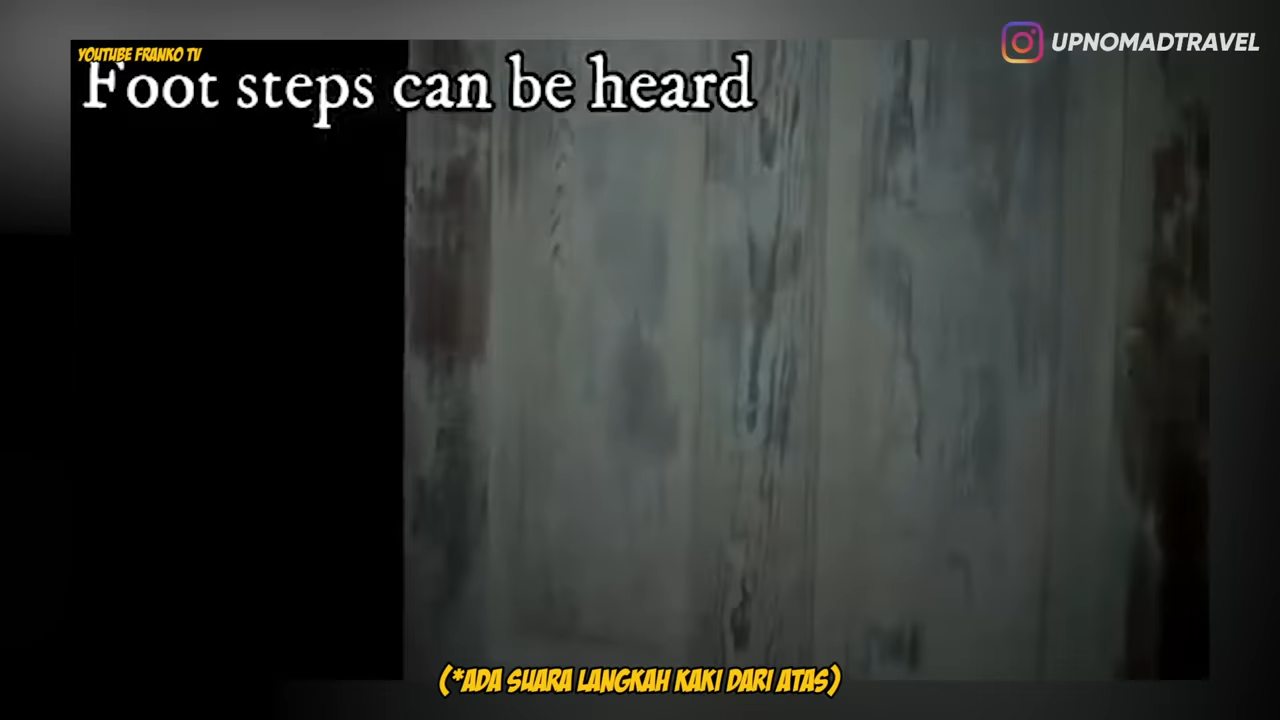 YOUTUBE FRANKO TV
UPNOMADTRAVEL
Foot steps can be heard
(*ADA SUARA LANGKAH KAKI DARI ATAS)